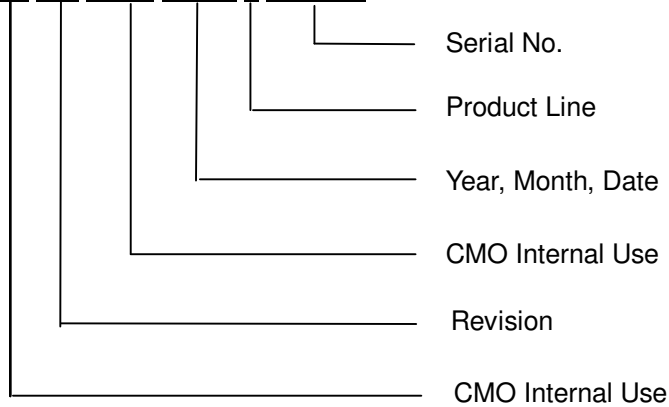 Serial No.
Product Line
Year, Month, Date
CMO Internal Use
Revision
CMO Internal Use